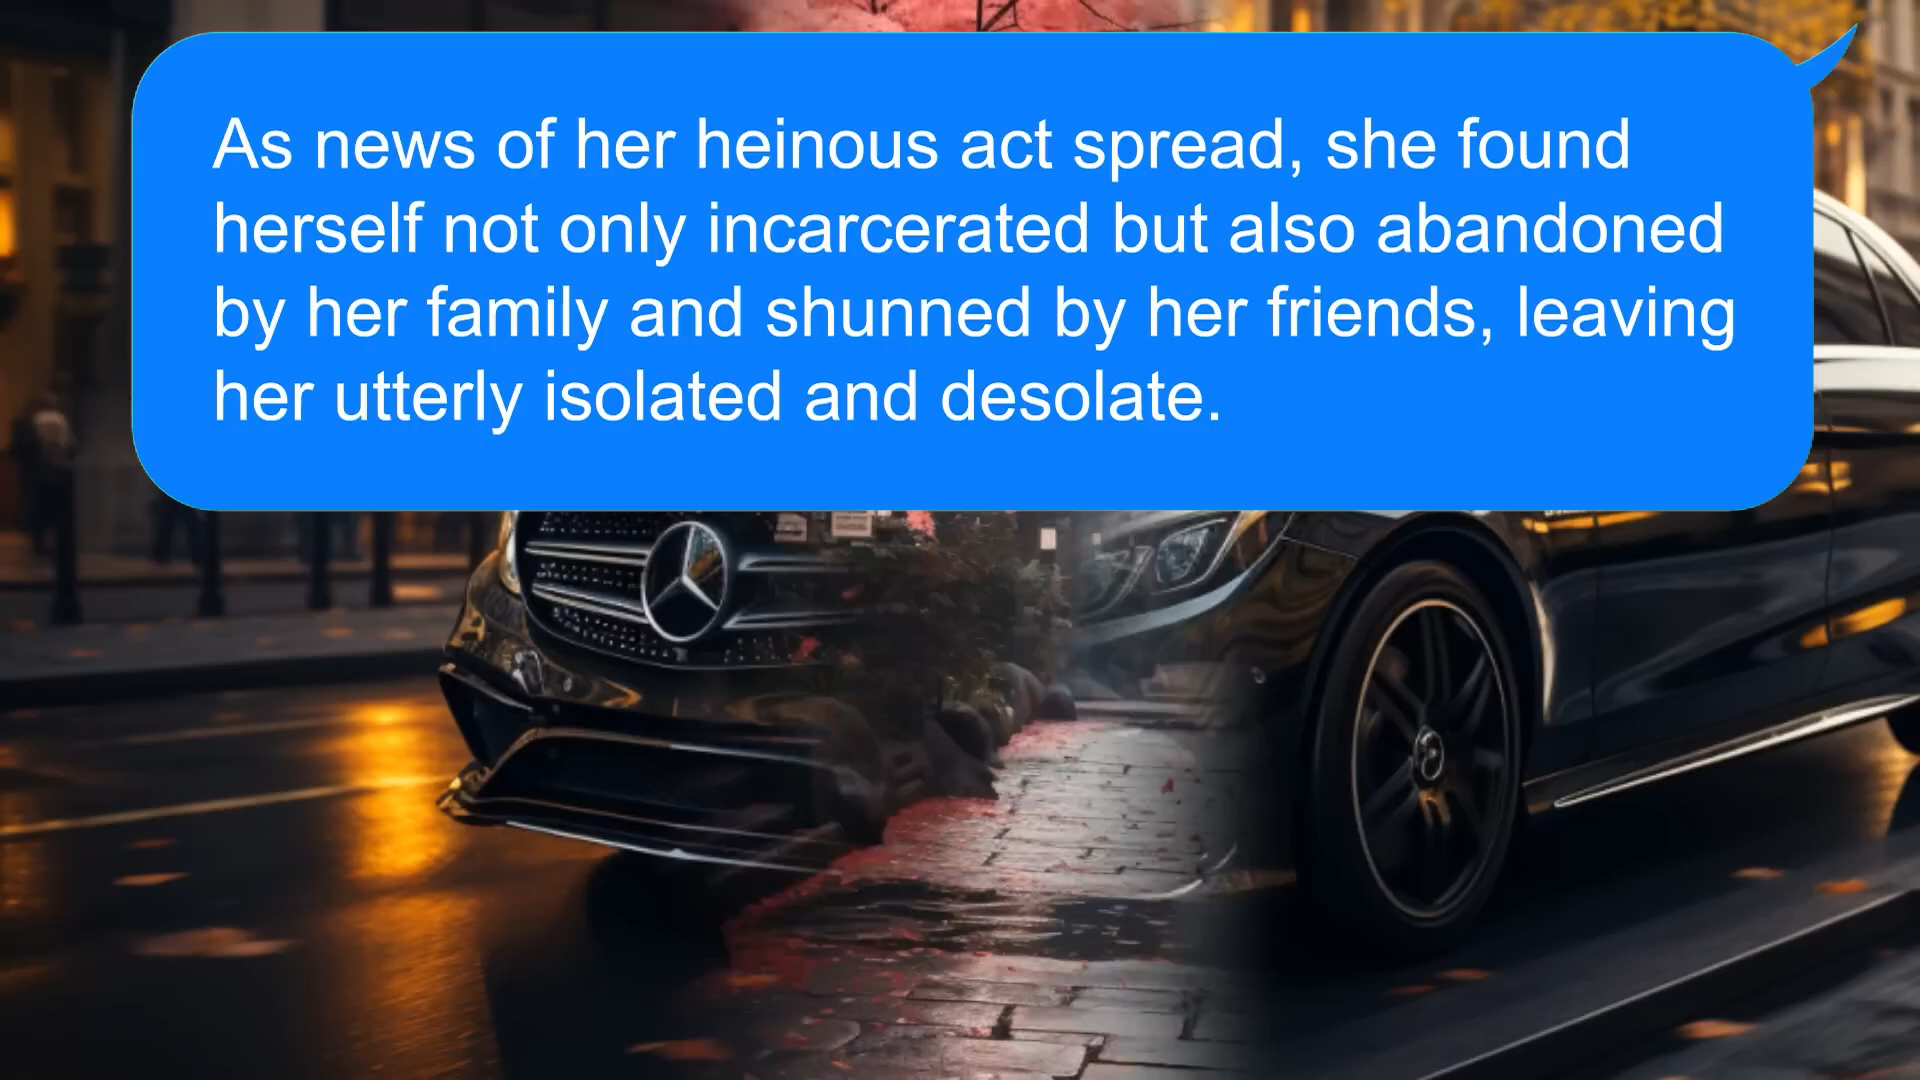 As news of her heinous act spread, she found
herself not only incarcerated but also abandoned
by her family and shunned by her friends, leaving
her utterly isolated and desolate.